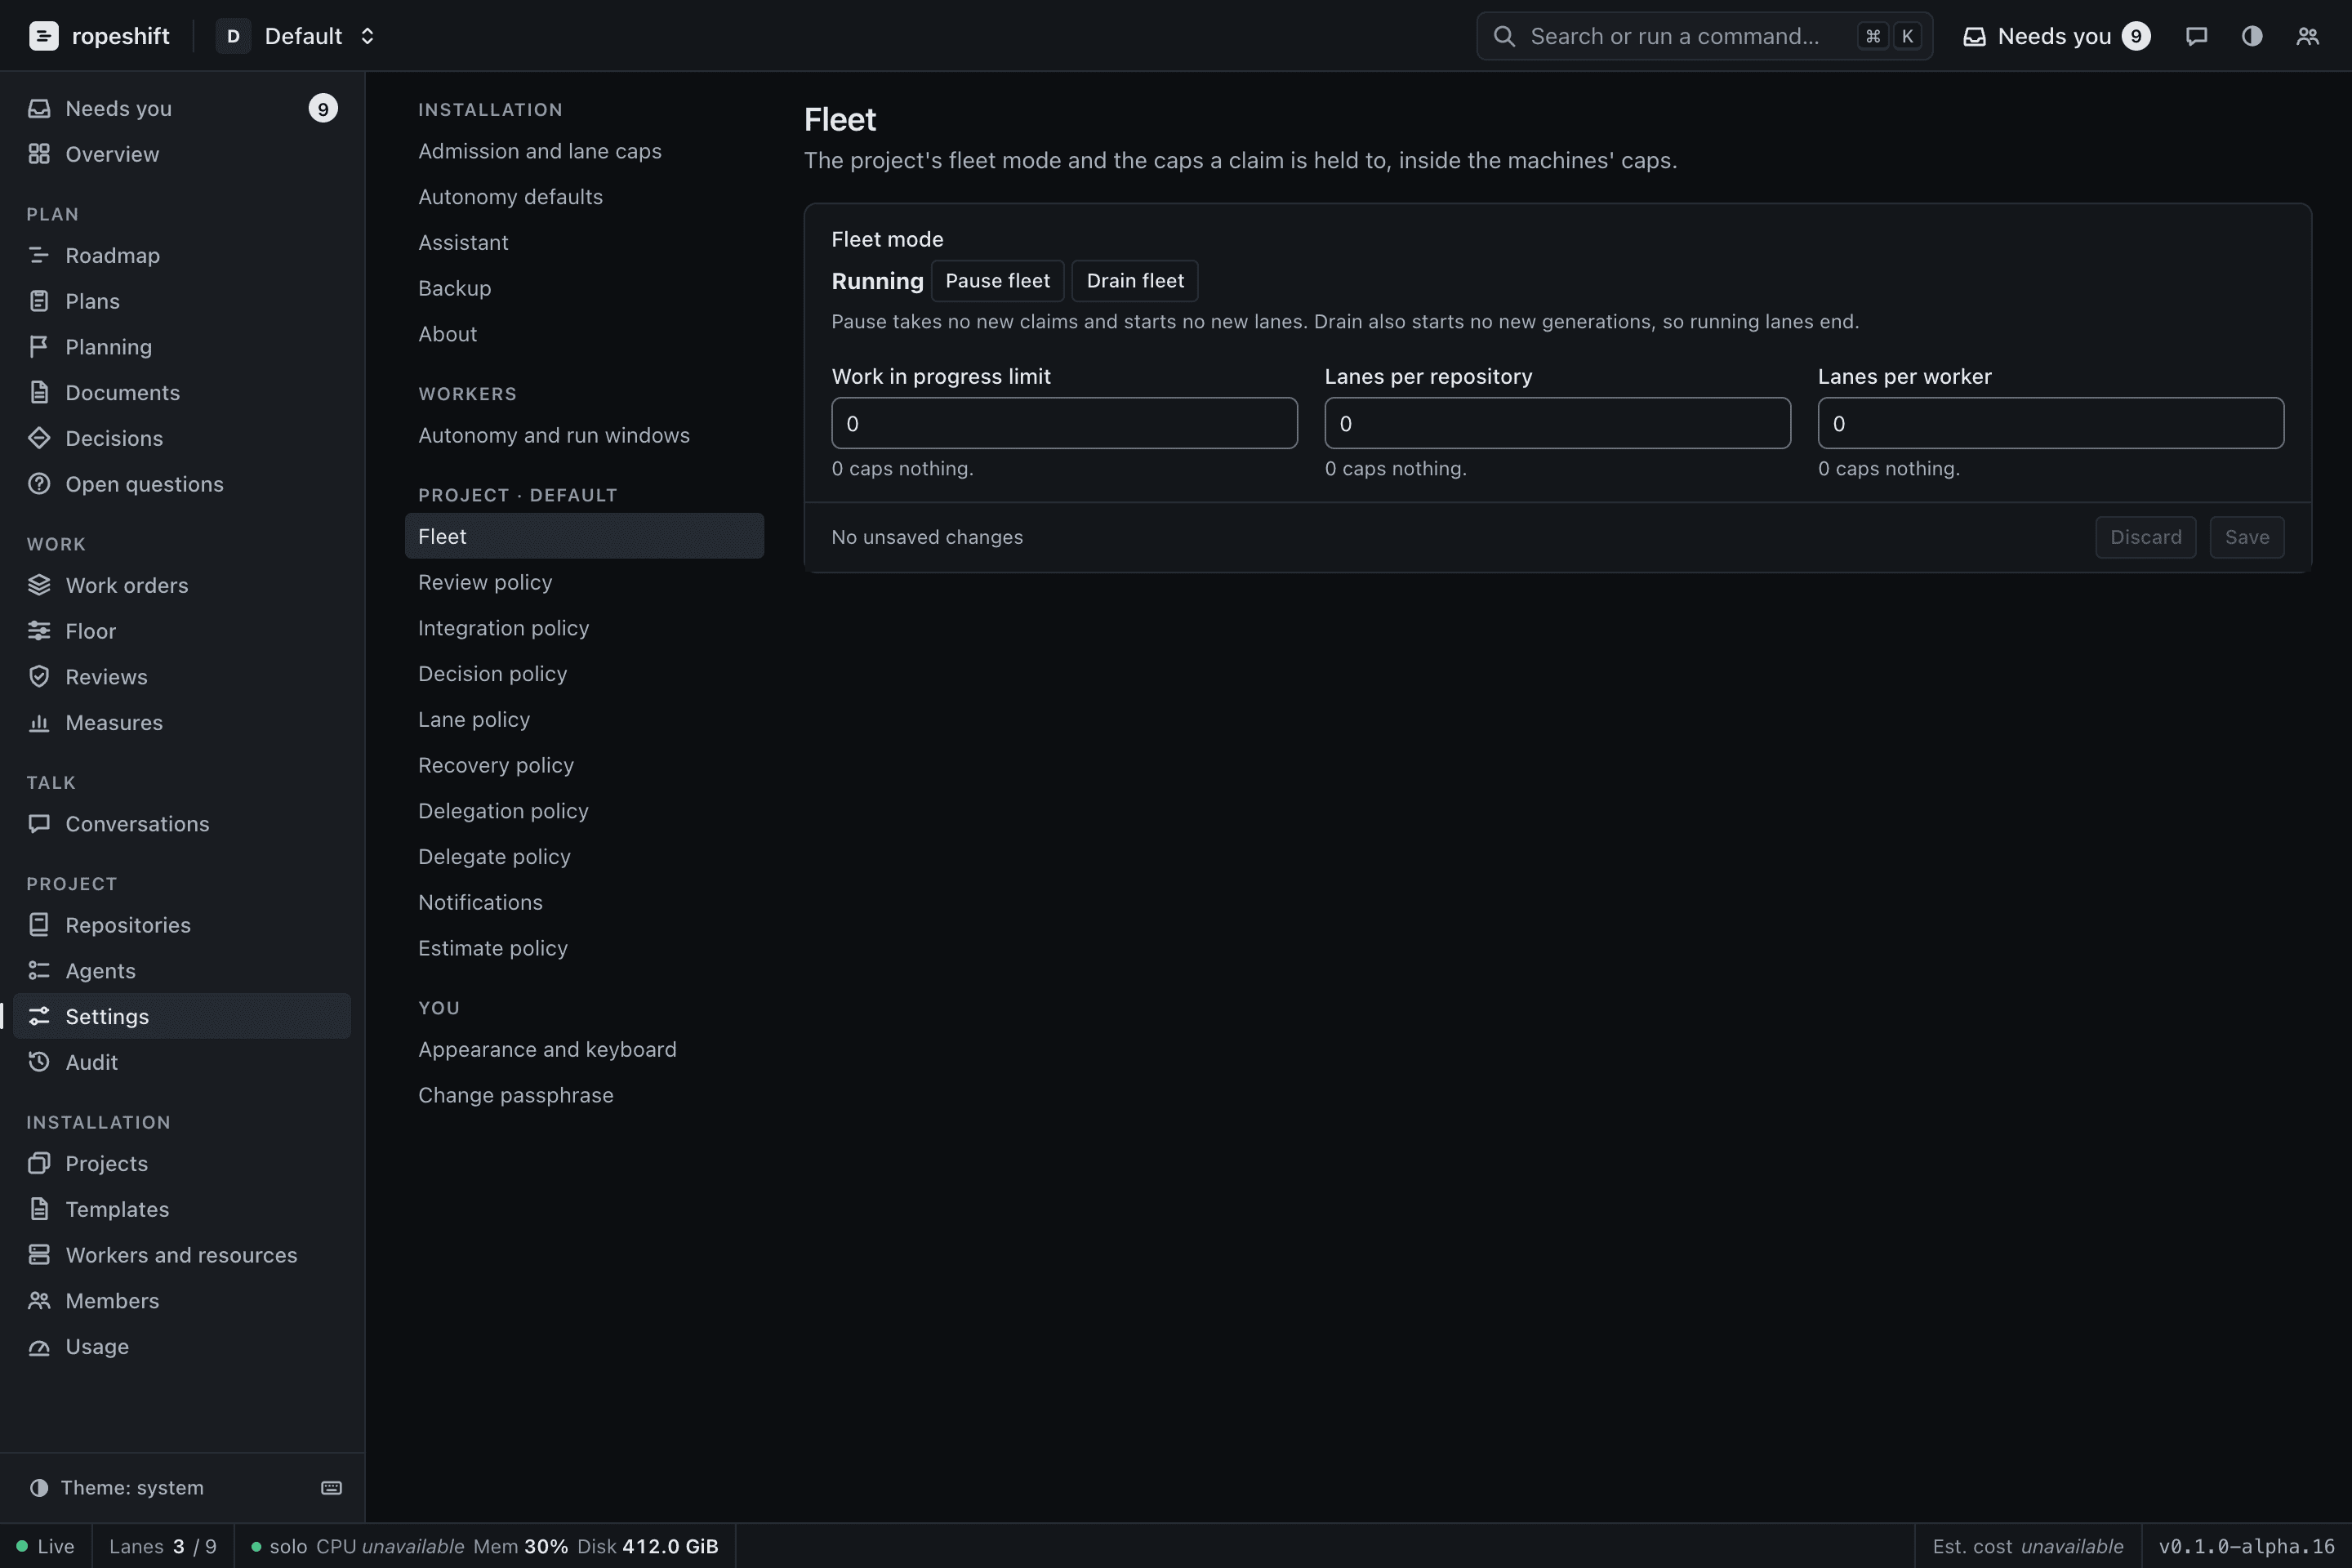 ropeshift
D Default
Search or run a command... ⌘ K
Needs you 9
Needs you 9
Overview
PLAN
Roadmap
Plans
Planning
Documents
Decisions
Open questions
WORK
Work orders
Floor
Reviews
Measures
TALK
Conversations
PROJECT
Repositories
Agents
Settings
Audit
INSTALLATION
Projects
Templates
Workers and resources
Members
Usage
Theme: system
INSTALLATION
Admission and lane caps
Autonomy defaults
Assistant
Backup
About
WORKERS
Autonomy and run windows
PROJECT · DEFAULT
Fleet
Review policy
Integration policy
Decision policy
Lane policy
Recovery policy
Delegation policy
Delegate policy
Notifications
Estimate policy
YOU
Appearance and keyboard
Change passphrase
Fleet
The project's fleet mode and the caps a claim is held to, inside the machines' caps.
Fleet mode
Running Pause fleet Drain fleet
Pause takes no new claims and starts no new lanes. Drain also starts no new generations, so running lanes end.
Work in progress limit
0
0 caps nothing.
Lanes per repository
0
0 caps nothing.
Lanes per worker
0
0 caps nothing.
No unsaved changes
Discard Save
Live
Lanes 3 / 9
solo CPU unavailable Mem 30% Disk 412.0 GiB
Est. cost unavailable
v0.1.0-alpha.16